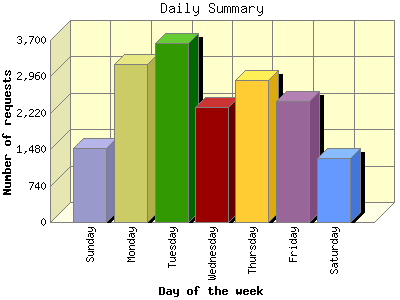 Daily Summary
3,700
2,960
2,220
1,480
740
0
Number of requests
Sunday
Monday
Tuesday
Wednesday
Thursday
Friday
Saturday
Day of the week